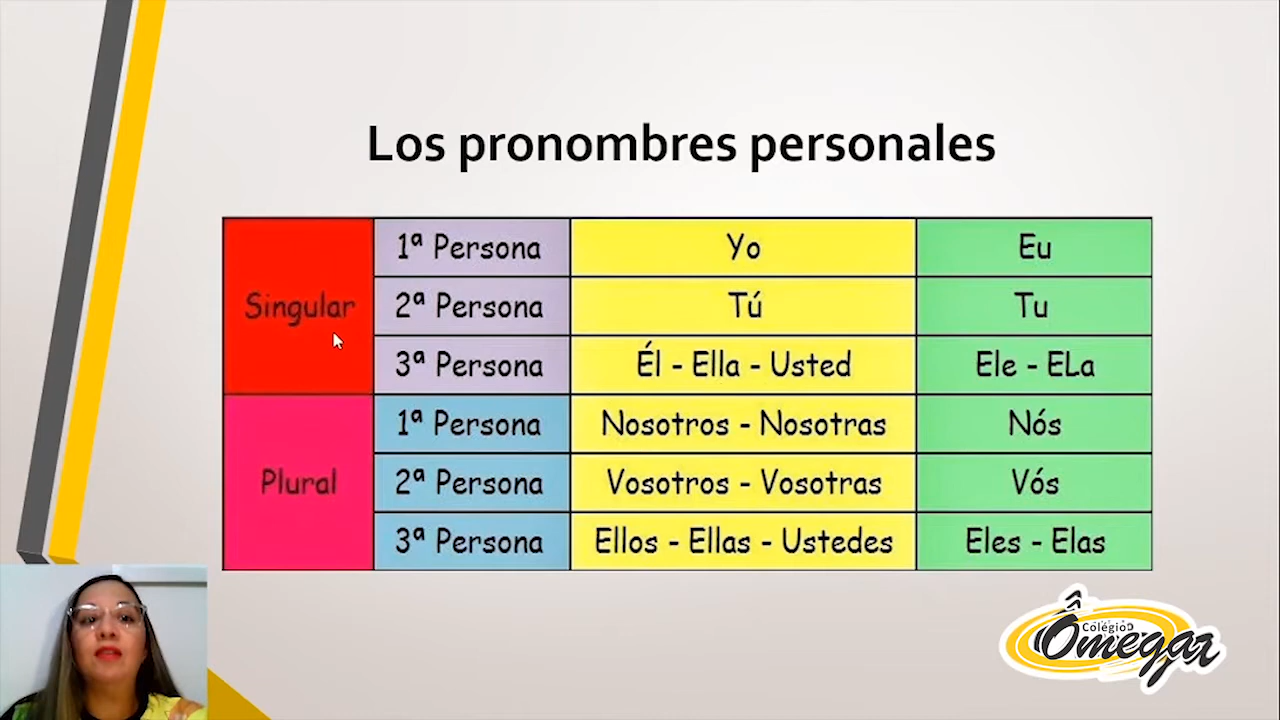 Los pronombres personales
Singular
1ª Persona Yo Eu
2ª Persona Tú Tu
3ª Persona Él - Ella - Usted Ele - ELa
Plural
1ª Persona Nosotros - Nosotras Nós
2ª Persona Vosotros - Vosotras Vós
3ª Persona Ellos - Ellas - Ustedes Eles - Elas
Colégio
Ômegar